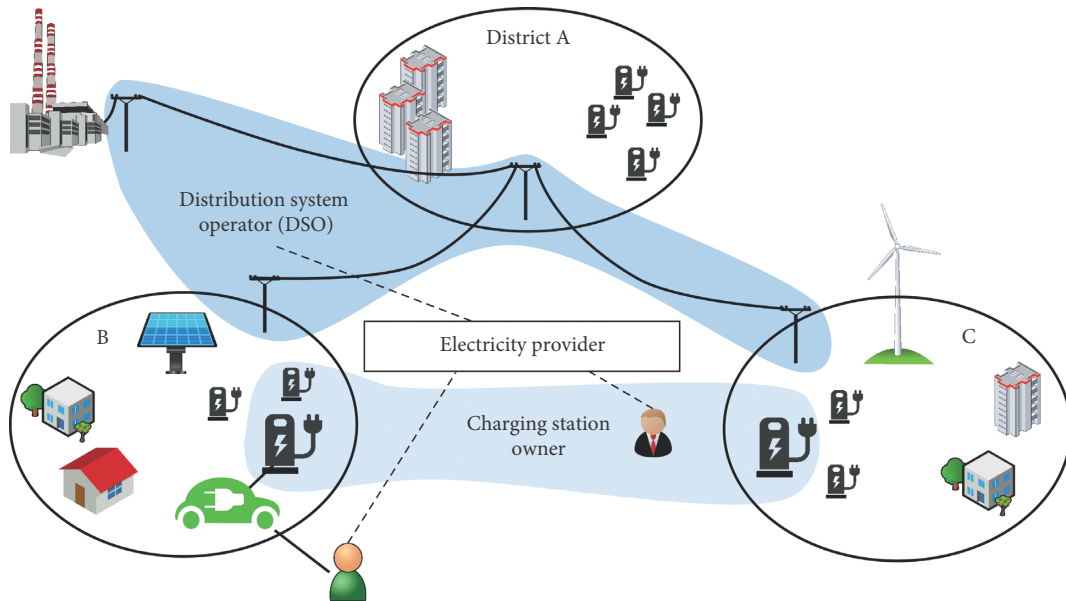 District A
Distribution system
operator (DSO)
B
Electricity provider
C
Charging station
owner